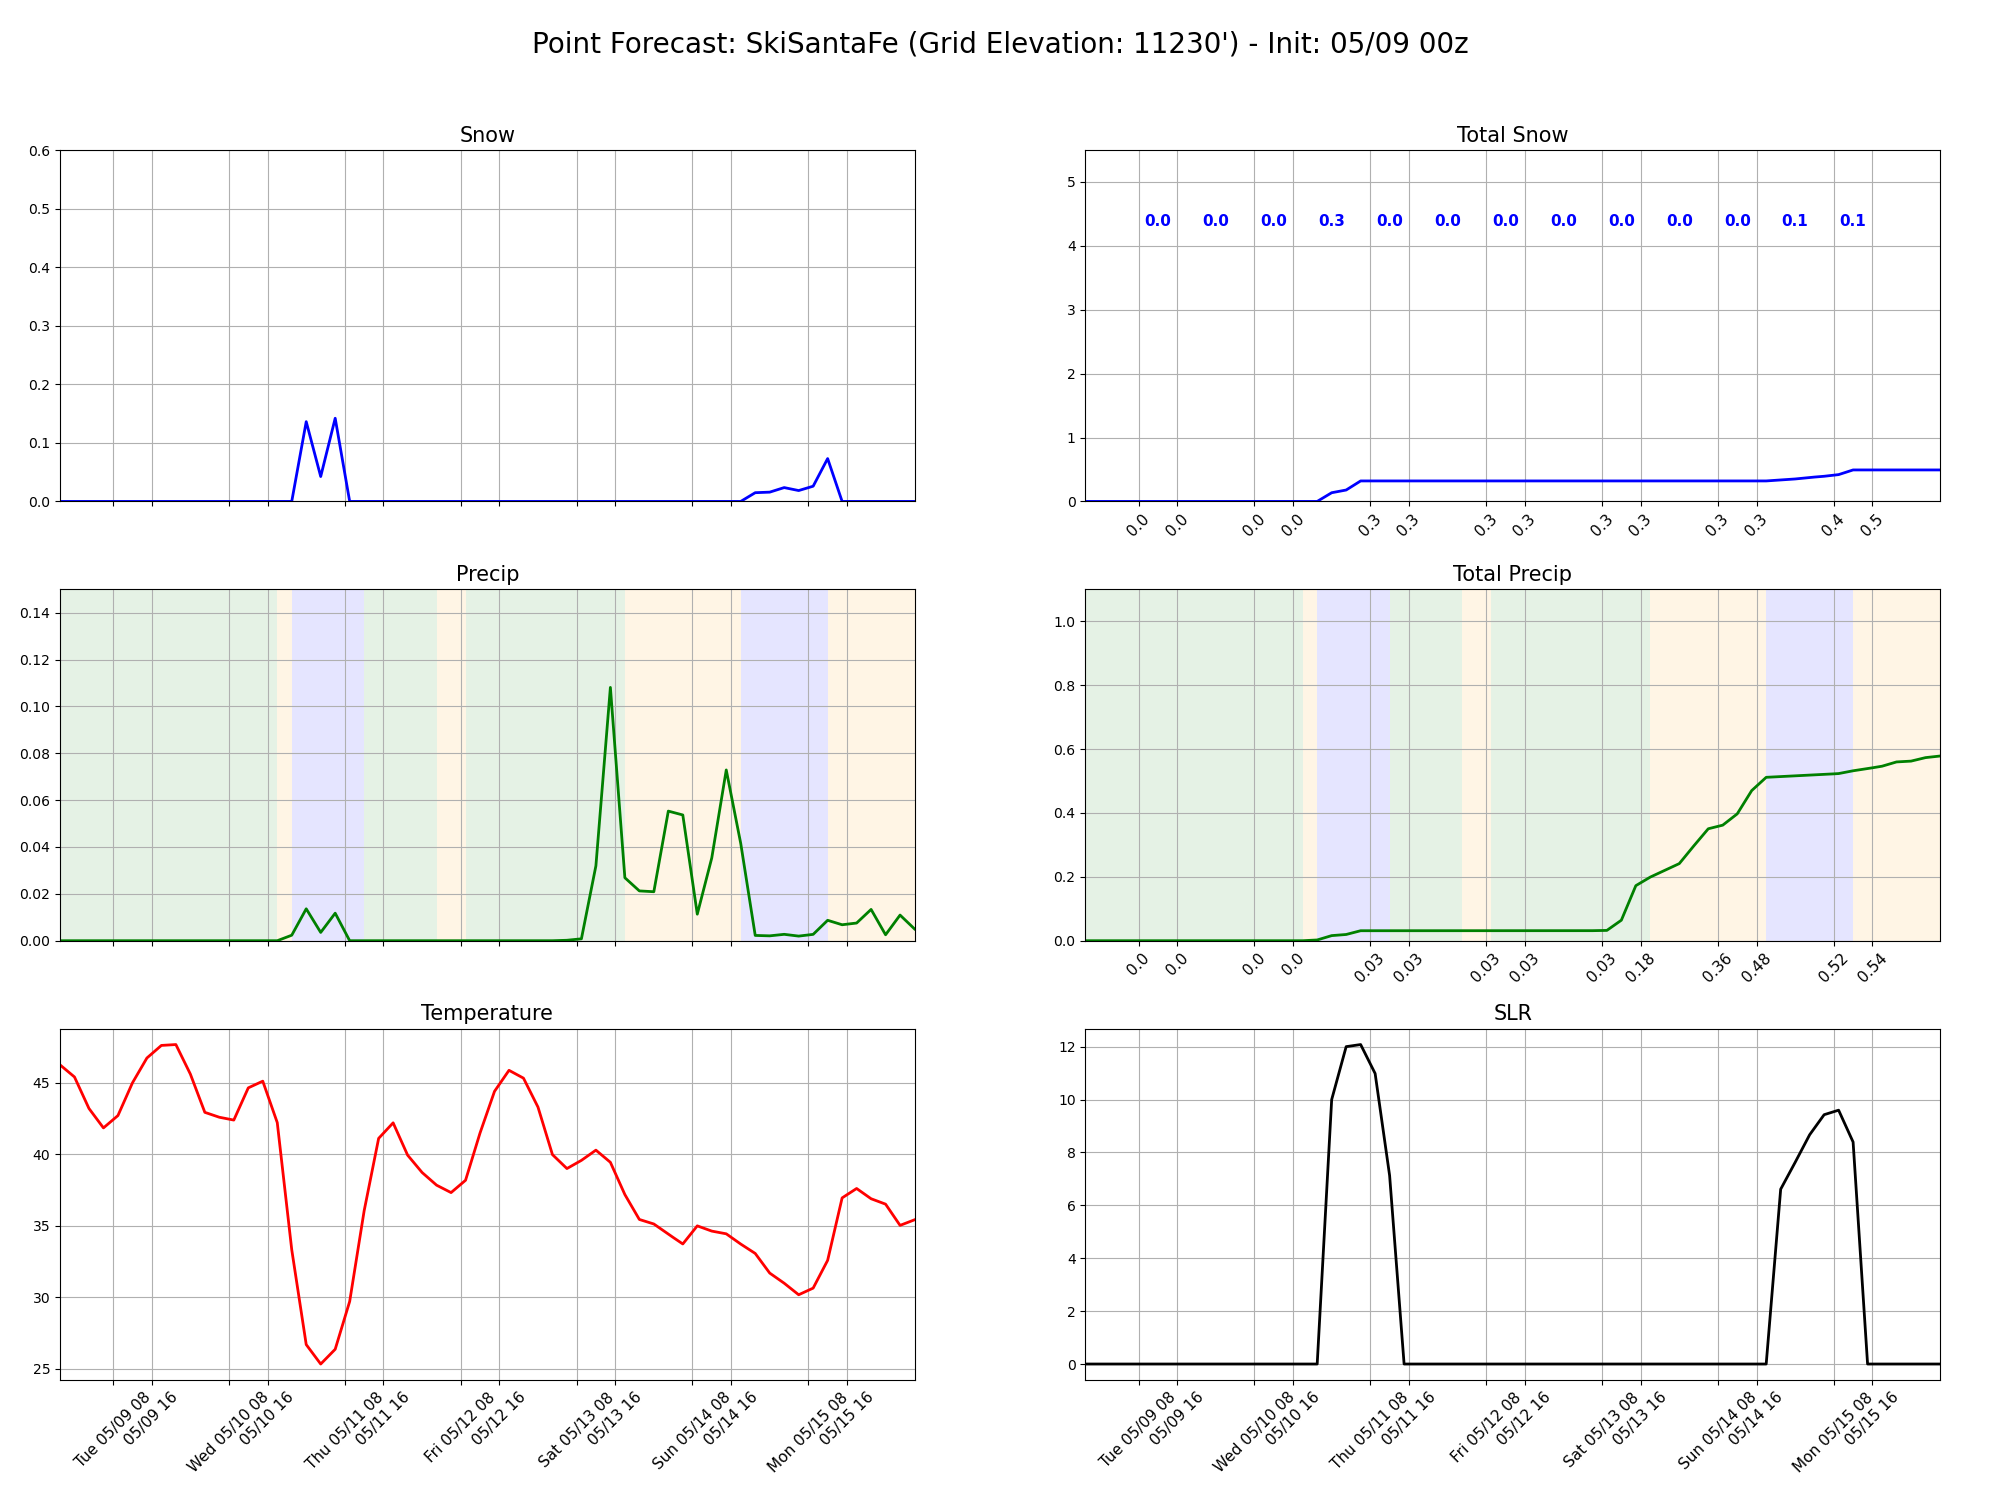 Point Forecast: SkiSantaFe (Grid Elevation: 11230') - Init: 05/09 00z
Snow
0.6
0.5
0.4
0.3
0.2
0.1
0.0
Total Snow
5
4
3
2
1
0
0.0 0.0 0.0 0.3 0.0 0.0 0.0 0.0 0.0 0.0 0.0 0.1 0.1
0.0 0.0 0.0 0.0 0.3 0.3 0.3 0.3 0.3 0.3 0.3 0.3 0.4 0.5
Precip
0.14
0.12
0.10
0.08
0.06
0.04
0.02
0.00
Total Precip
1.0
0.8
0.6
0.4
0.2
0.0
0.0 0.0 0.0 0.0 0.03 0.03 0.03 0.03 0.03 0.18 0.36 0.48 0.52 0.54
Temperature
45
40
35
30
25
Tue 05/09 08
05/09 16
Wed 05/10 08
05/10 16
Thu 05/11 08
05/11 16
Fri 05/12 08
05/12 16
Sat 05/13 08
05/13 16
Sun 05/14 08
05/14 16
Mon 05/15 08
05/15 16
SLR
12
10
8
6
4
2
0
Tue 05/09 08
05/09 16
Wed 05/10 08
05/10 16
Thu 05/11 08
05/11 16
Fri 05/12 08
05/12 16
Sat 05/13 08
05/13 16
Sun 05/14 08
05/14 16
Mon 05/15 08
05/15 16